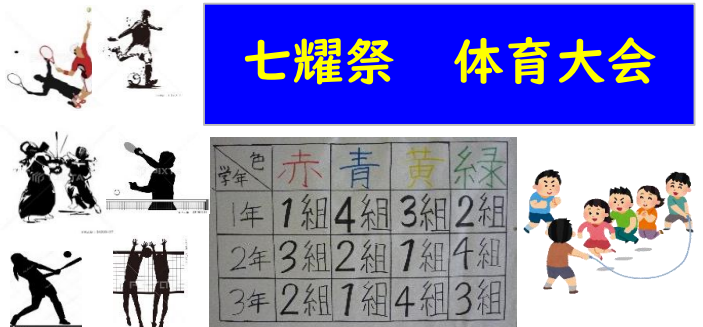 七耀祭 体育大会
色 赤 青 黄 緑
学年
1年 1組 4組 3組 2組
2年 3組 2組 1組 4組
3年 2組 1組 4組 3組